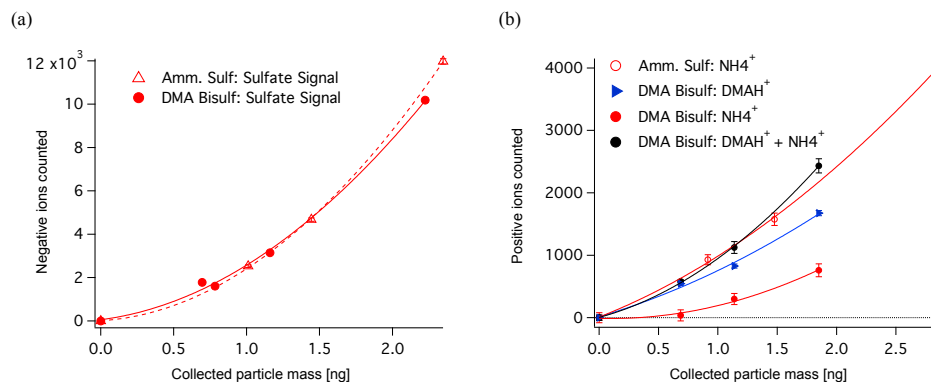 (a)
12 x10³
10
8
6
4
2
0
Negative ions counted
Amm. Sulf: Sulfate Signal
DMA Bisulf: Sulfate Signal
0.0 0.5 1.0 1.5 2.0
Collected particle mass [ng]
(b)
4000
3000
2000
1000
0
Positive ions counted
Amm. Sulf: NH4⁺
DMA Bisulf: DMAH⁺
DMA Bisulf: NH4⁺
DMA Bisulf: DMAH⁺ + NH4⁺
0.0 0.5 1.0 1.5 2.0 2.5
Collected particle mass [ng]